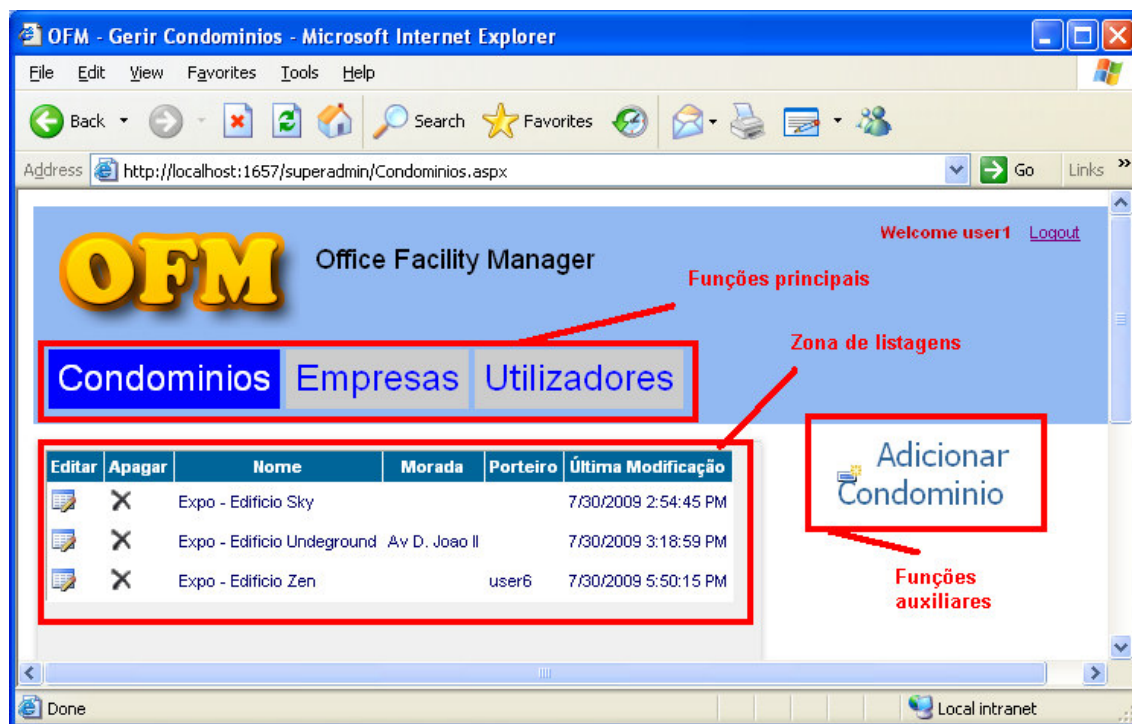 OFM - Gerir Condominios - Microsoft Internet Explorer
File Edit View Favorites Tools Help
Back Search Favorites
Address http://localhost:1657/superadmin/Condominios.aspx Go Links »
Welcome user1 Logout
OFM Office Facility Manager
Funções principais
Zona de listagens
Condominios Empresas Utilizadores
Adicionar
Condominio
Editar Apagar Nome Morada Porteiro Última Modificação
Expo - Edificio Sky 7/30/2009 2:54:45 PM
Expo - Edificio Undeground Av D. Joao II 7/30/2009 3:18:59 PM
Expo - Edificio Zen user6 7/30/2009 5:50:15 PM
Funções
auxiliares
Done Local intranet